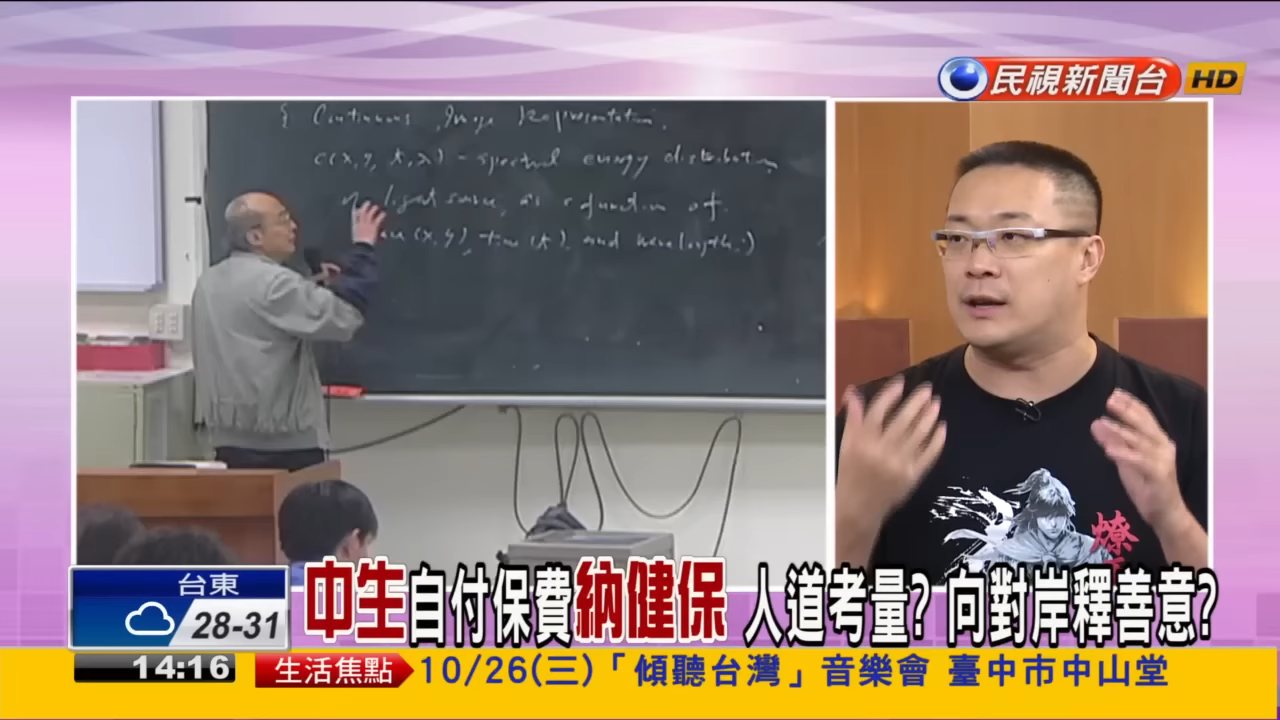 民視新聞台 HD
{ Continuous Image Representation.
C(x, y, t, λ) - spectral energy distribution
light source, as a function of
(x, y), time (t), and wavelength.)
燎
台東
28-31
中生自付保費納健保 人道考量? 向對岸釋善意?
14:16
生活焦點 10/26(三)「傾聽台灣」音樂會 臺中市中山堂